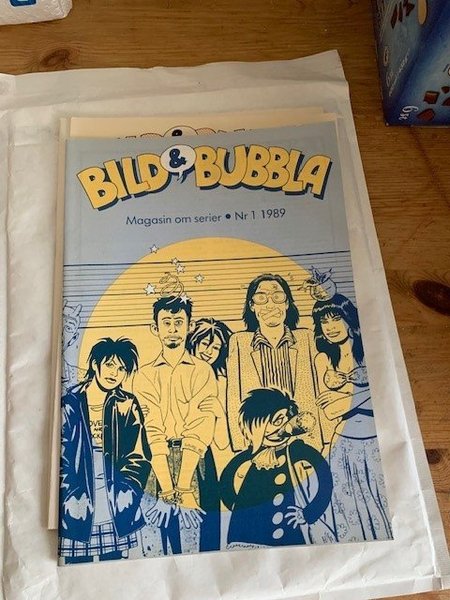 BILD & BUBBLA
Magasin om serier • Nr 1 1989